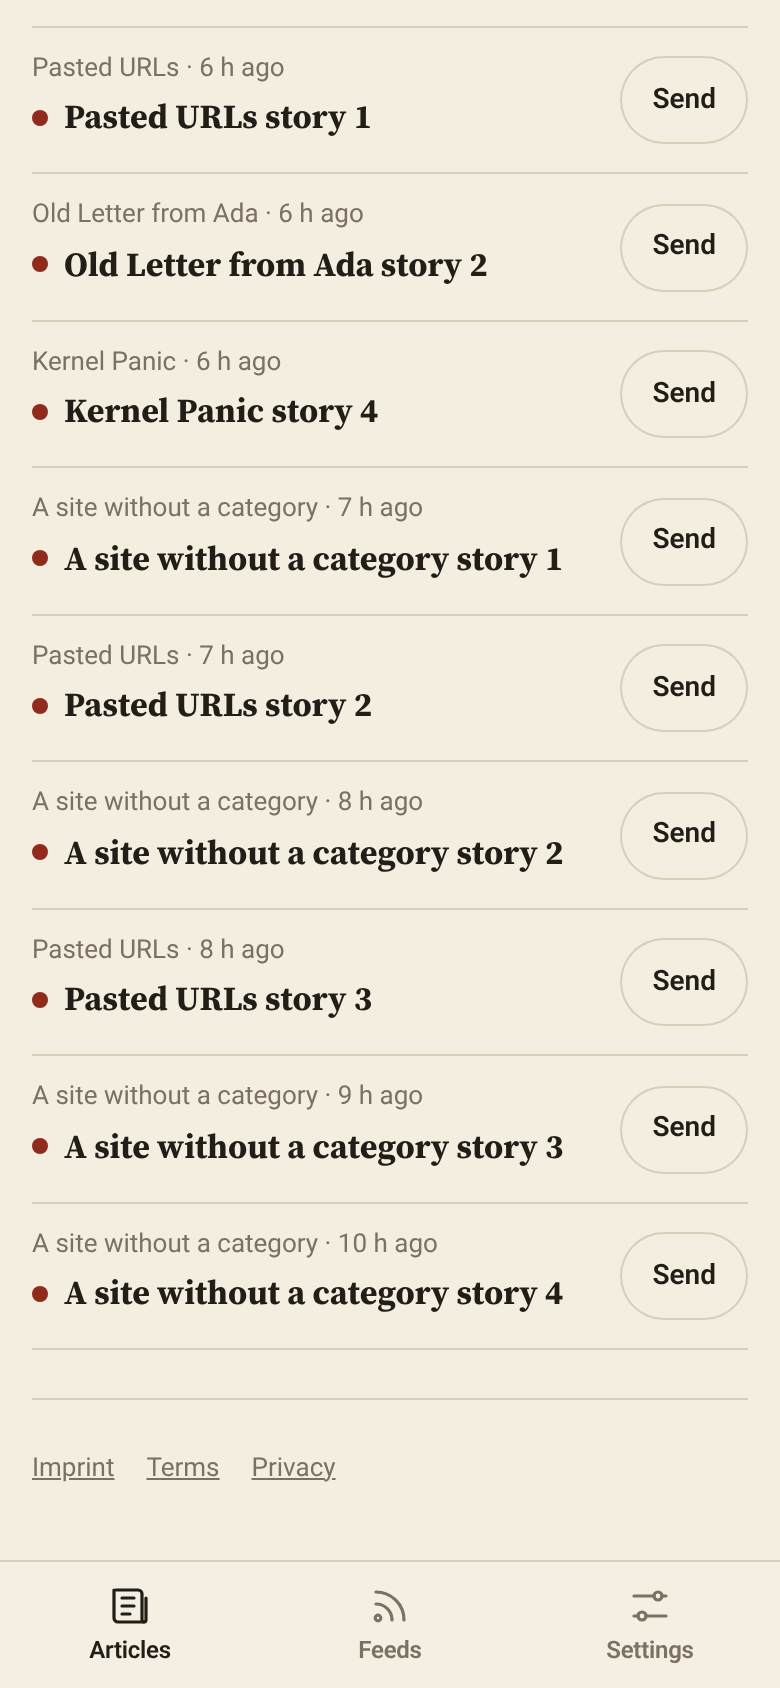 Pasted URLs · 6 h ago
Pasted URLs story 1
Send
Old Letter from Ada · 6 h ago
Old Letter from Ada story 2
Send
Kernel Panic · 6 h ago
Kernel Panic story 4
Send
A site without a category · 7 h ago
A site without a category story 1
Send
Pasted URLs · 7 h ago
Pasted URLs story 2
Send
A site without a category · 8 h ago
A site without a category story 2
Send
Pasted URLs · 8 h ago
Pasted URLs story 3
Send
A site without a category · 9 h ago
A site without a category story 3
Send
A site without a category · 10 h ago
A site without a category story 4
Send
Imprint Terms Privacy
Articles Feeds Settings